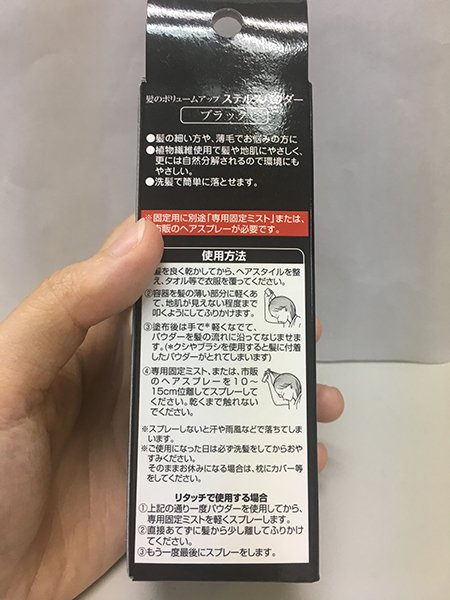 髪のボリュームアップ ステルスパウダー
ブラック
●髪の細い方や、薄毛でお悩みの方に
●植物繊維使用で髪や地肌にやさしく、
更には自然分解されるので環境にも
やさしい。
●洗髪で簡単に落とせます。
※固定用に別途「専用固定ミスト」または、
市販のヘアスプレーが必要です。
使用方法
髪を良く乾かしてから、ヘアスタイルを整
え、タオル等で衣服を覆ってください。
②容器を髪の薄い部分に軽くあ
て、地肌が見えない程度まで
叩くようにしてふりかけます。
③塗布後は手で＊軽くなでて、
パウダーを髪の流れに沿ってなじませま
す。(＊クシやブラシを使用すると髪に付着
したパウダーがとれてしまいます)
④専用固定ミスト、または、市販
のヘアスプレーを10～
15cm位離してスプレーして
ください。乾くまで触れない
でください。
※スプレーしないと汗や雨風などで落ちてしま
います。
※ご使用になった日は必ず洗髪をしてからおや
すみください。
そのままお休みになる場合は、枕にカバー等
をしてください。
リタッチで使用する場合
①上記の通り一度パウダーを使用してから、
専用固定ミストを軽くスプレーします。
②直接あてずに髪から少し離してふりかけ
てください。
③もう一度最後にスプレーをします。